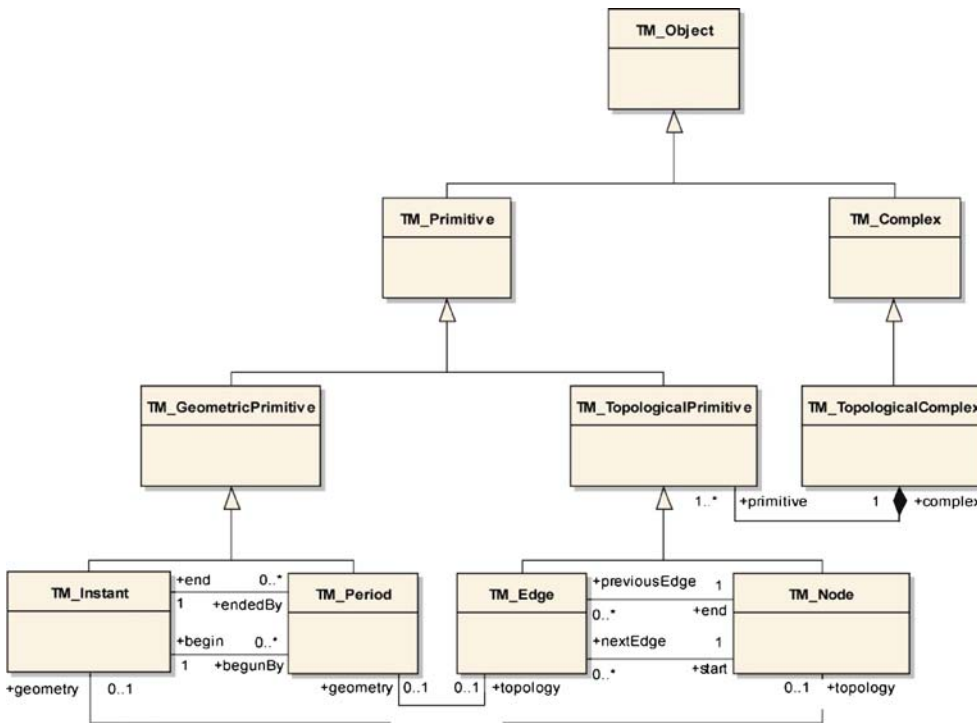 TM_Object
TM_Primitive
TM_Complex
TM_GeometricPrimitive
TM_TopologicalPrimitive
TM_TopologicalComplex
1..*
+primitive
1
+complex
TM_Instant
+end
0..*
1
+endedBy
+begin
0..*
1
+begunBy
TM_Period
TM_Edge
+previousEdge
1
0..*
+end
+nextEdge
1
0..*
+start
TM_Node
+geometry
0..1
+geometry
0..1
0..1
+topology
0..1
+topology